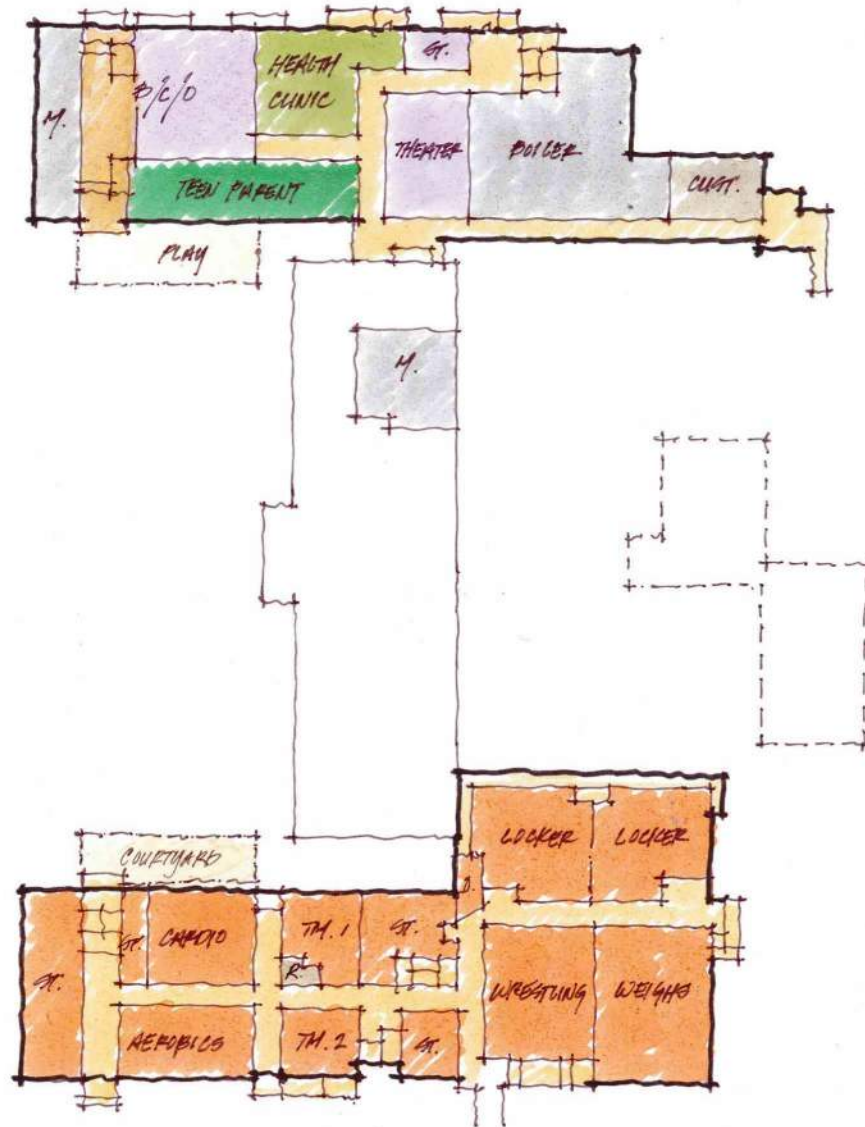 M.
B/C/O
HEALTH
CLINIC
ST.
THEATER
BOILER
CUST.
TEEN PARENT
PLAY
M.
LOCKER
LOCKER
COURTYARD
ST.
ST.
CARDIO
TM. 1
R.
ST.
O.
WRESTLING
WEIGHS
AEROBICS
TM. 2
ST.